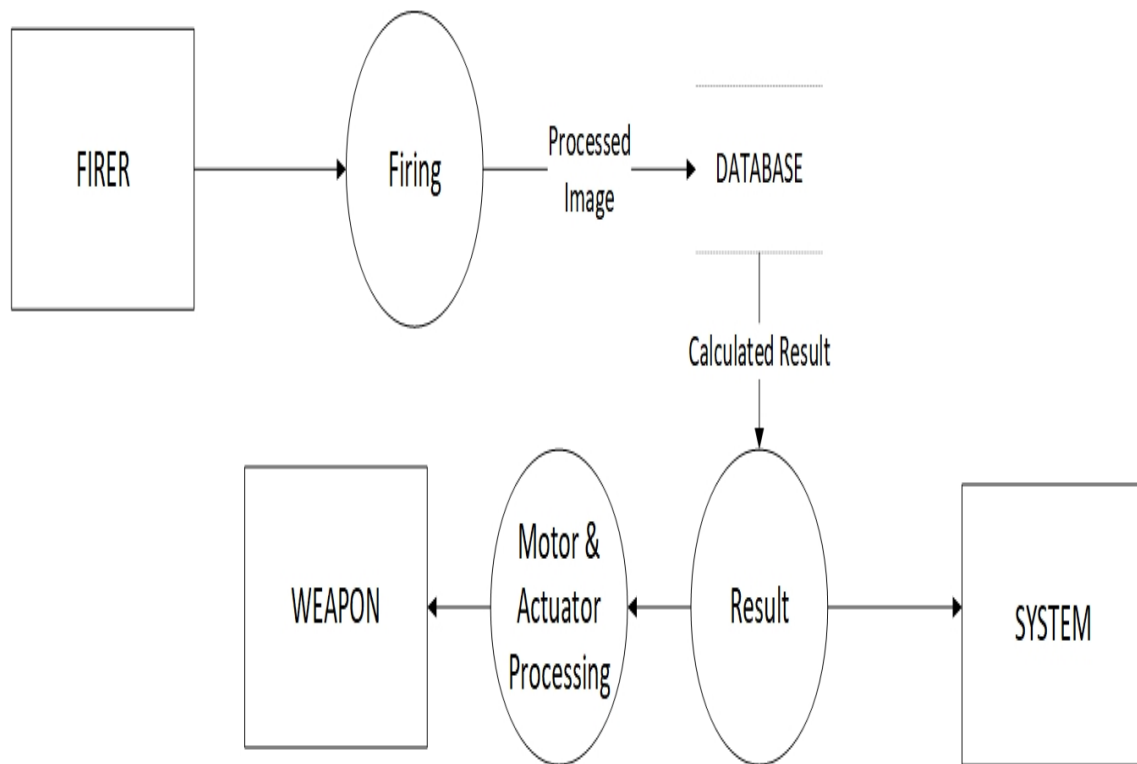 FIRER
Firing
Processed
Image
DATABASE
Calculated Result
WEAPON
Motor &
Actuator
Processing
Result
SYSTEM